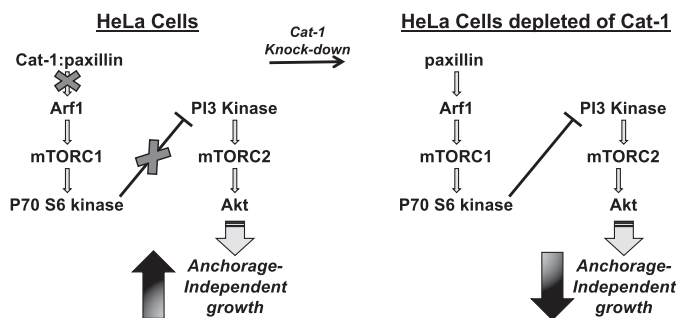 HeLa Cells
Cat-1:paxillin
Arf1
mTORC1
P70 S6 kinase
PI3 Kinase
mTORC2
Akt
Anchorage-
Independent
growth
Cat-1
Knock-down
HeLa Cells depleted of Cat-1
paxillin
Arf1
mTORC1
P70 S6 kinase
PI3 Kinase
mTORC2
Akt
Anchorage-
Independent
growth